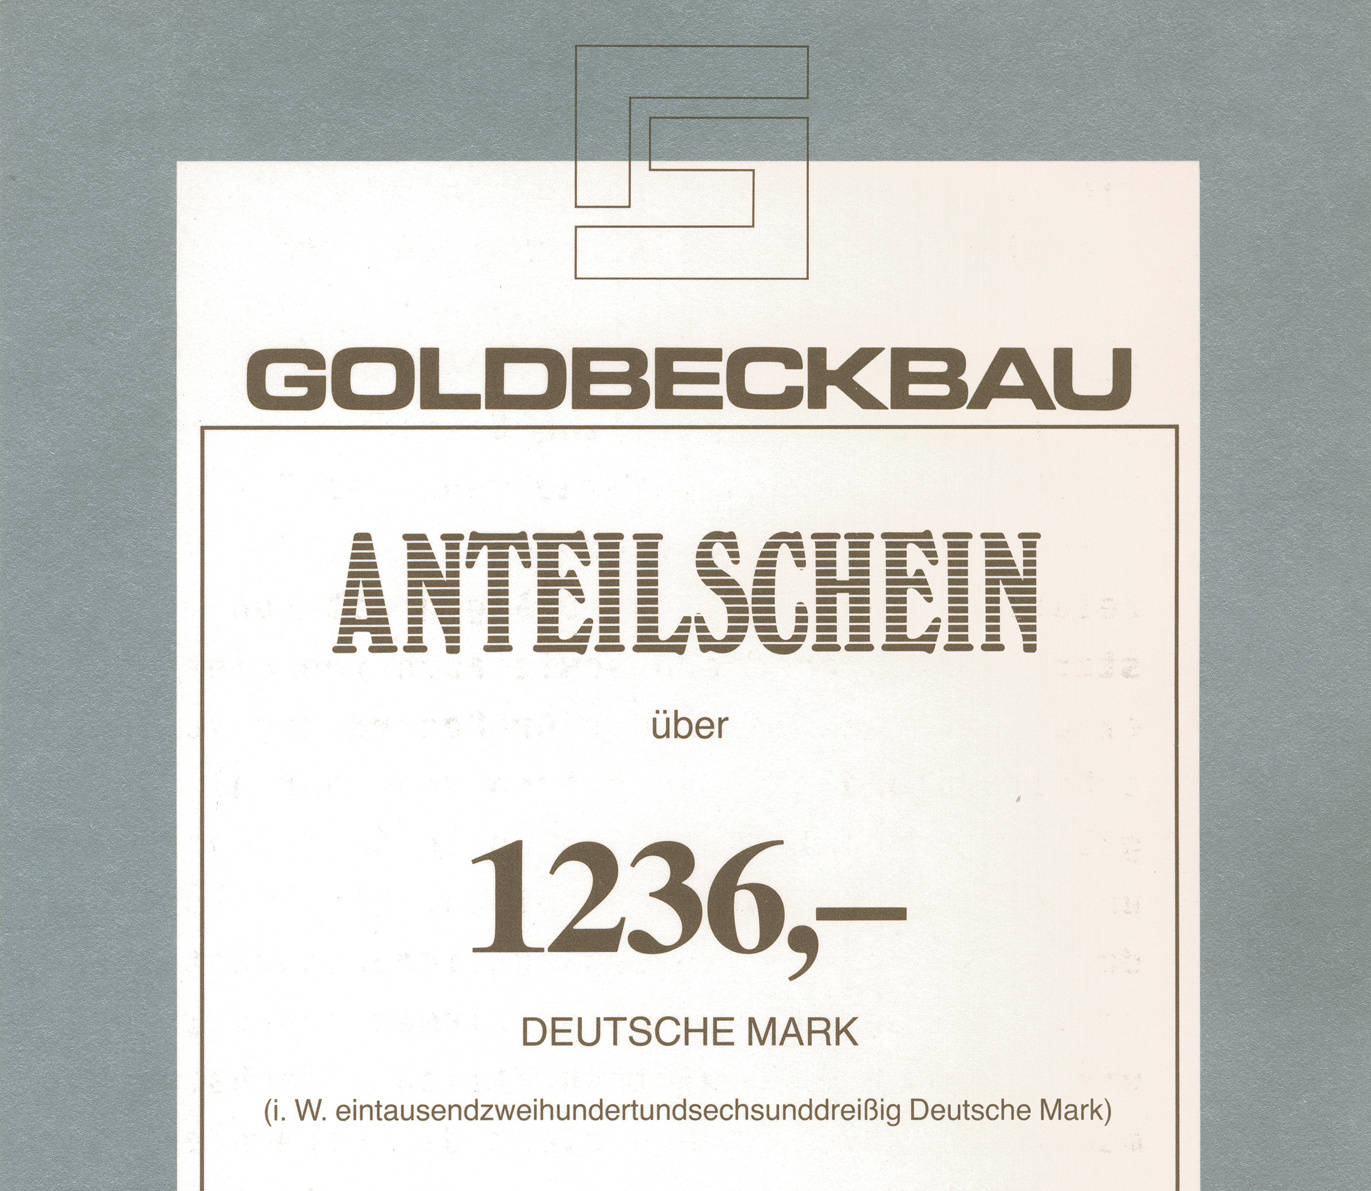 GOLDBECKBAU
ANTEILSCHEIN
über
1236,—
DEUTSCHE MARK
(i. W. eintausendzweihundertundsechsunddreißig Deutsche Mark)